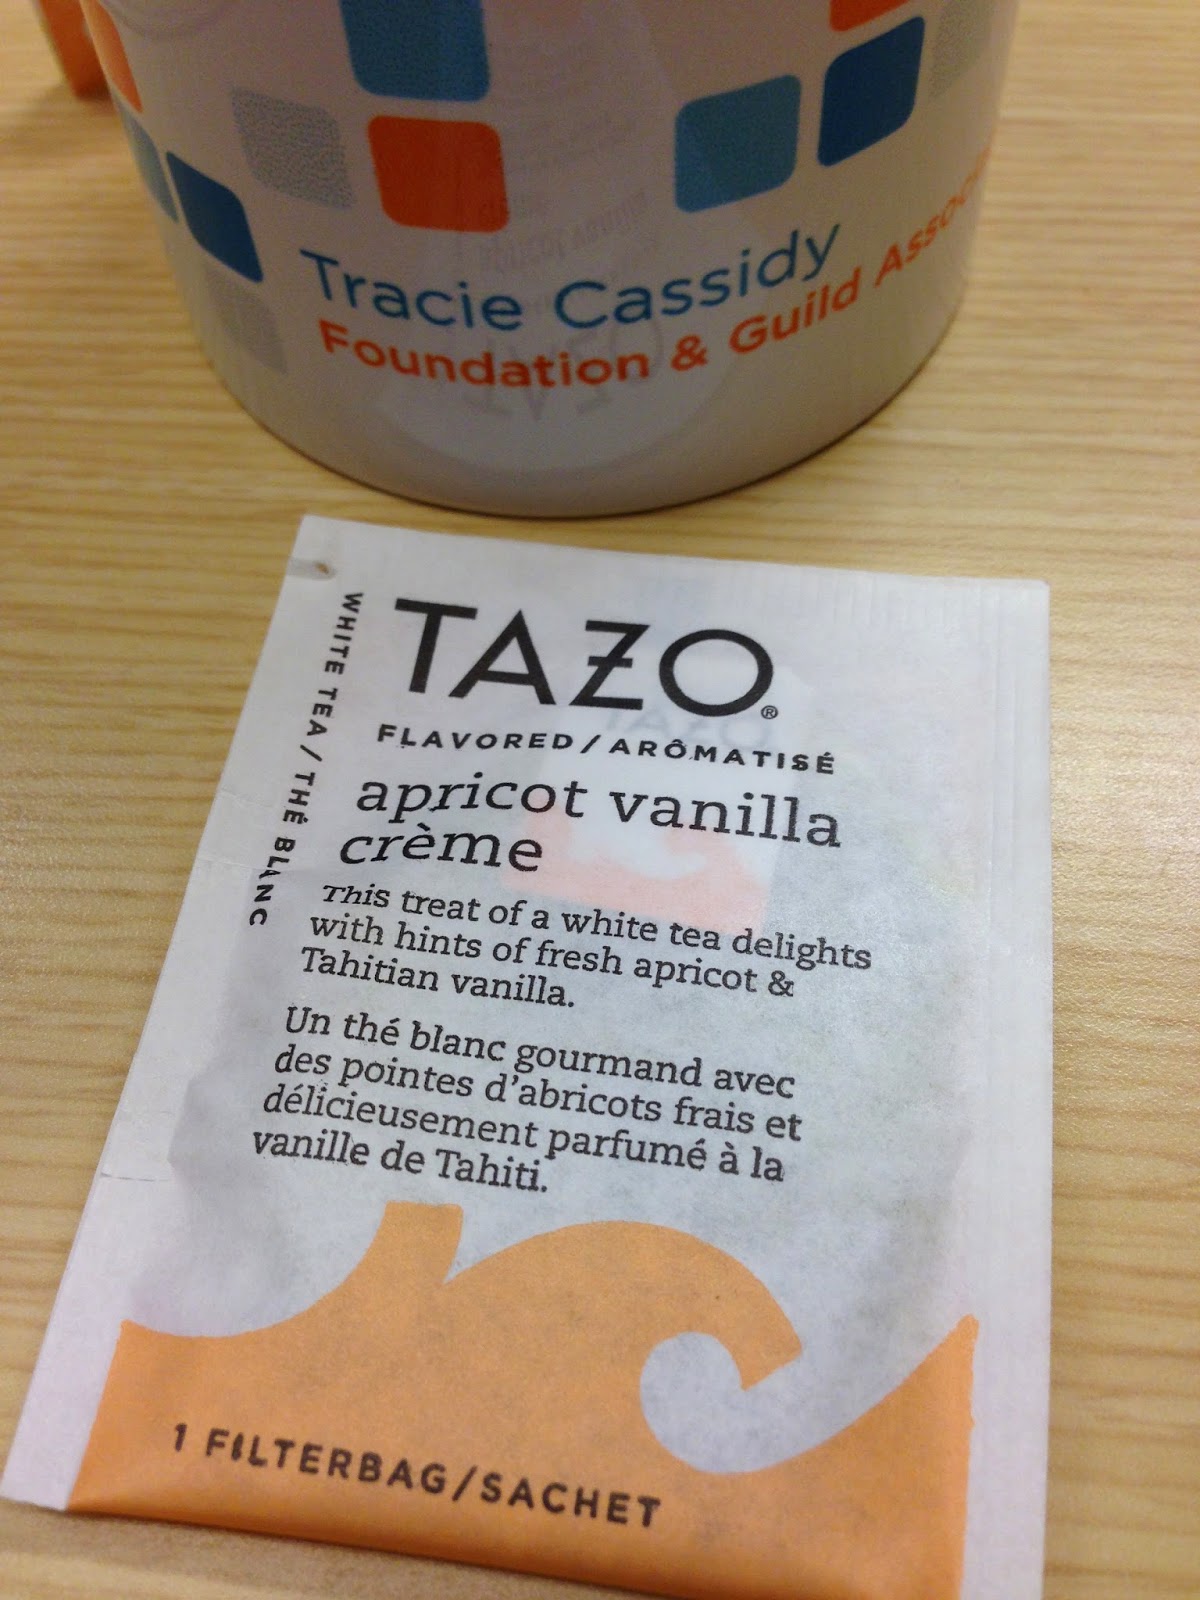 Tracie Cassidy
Foundation & Guild
TAZO®
FLAVORED / ARÔMATISÉ
apricot vanilla
crème
WHITE TEA / THÉ BLANC
This treat of a white tea delights
with hints of fresh apricot &
Tahitian vanilla.
Un thé blanc gourmand avec
des pointes d'abricots frais et
délicieusement parfumé à la
vanille de Tahiti.
1 FILTERBAG/SACHET